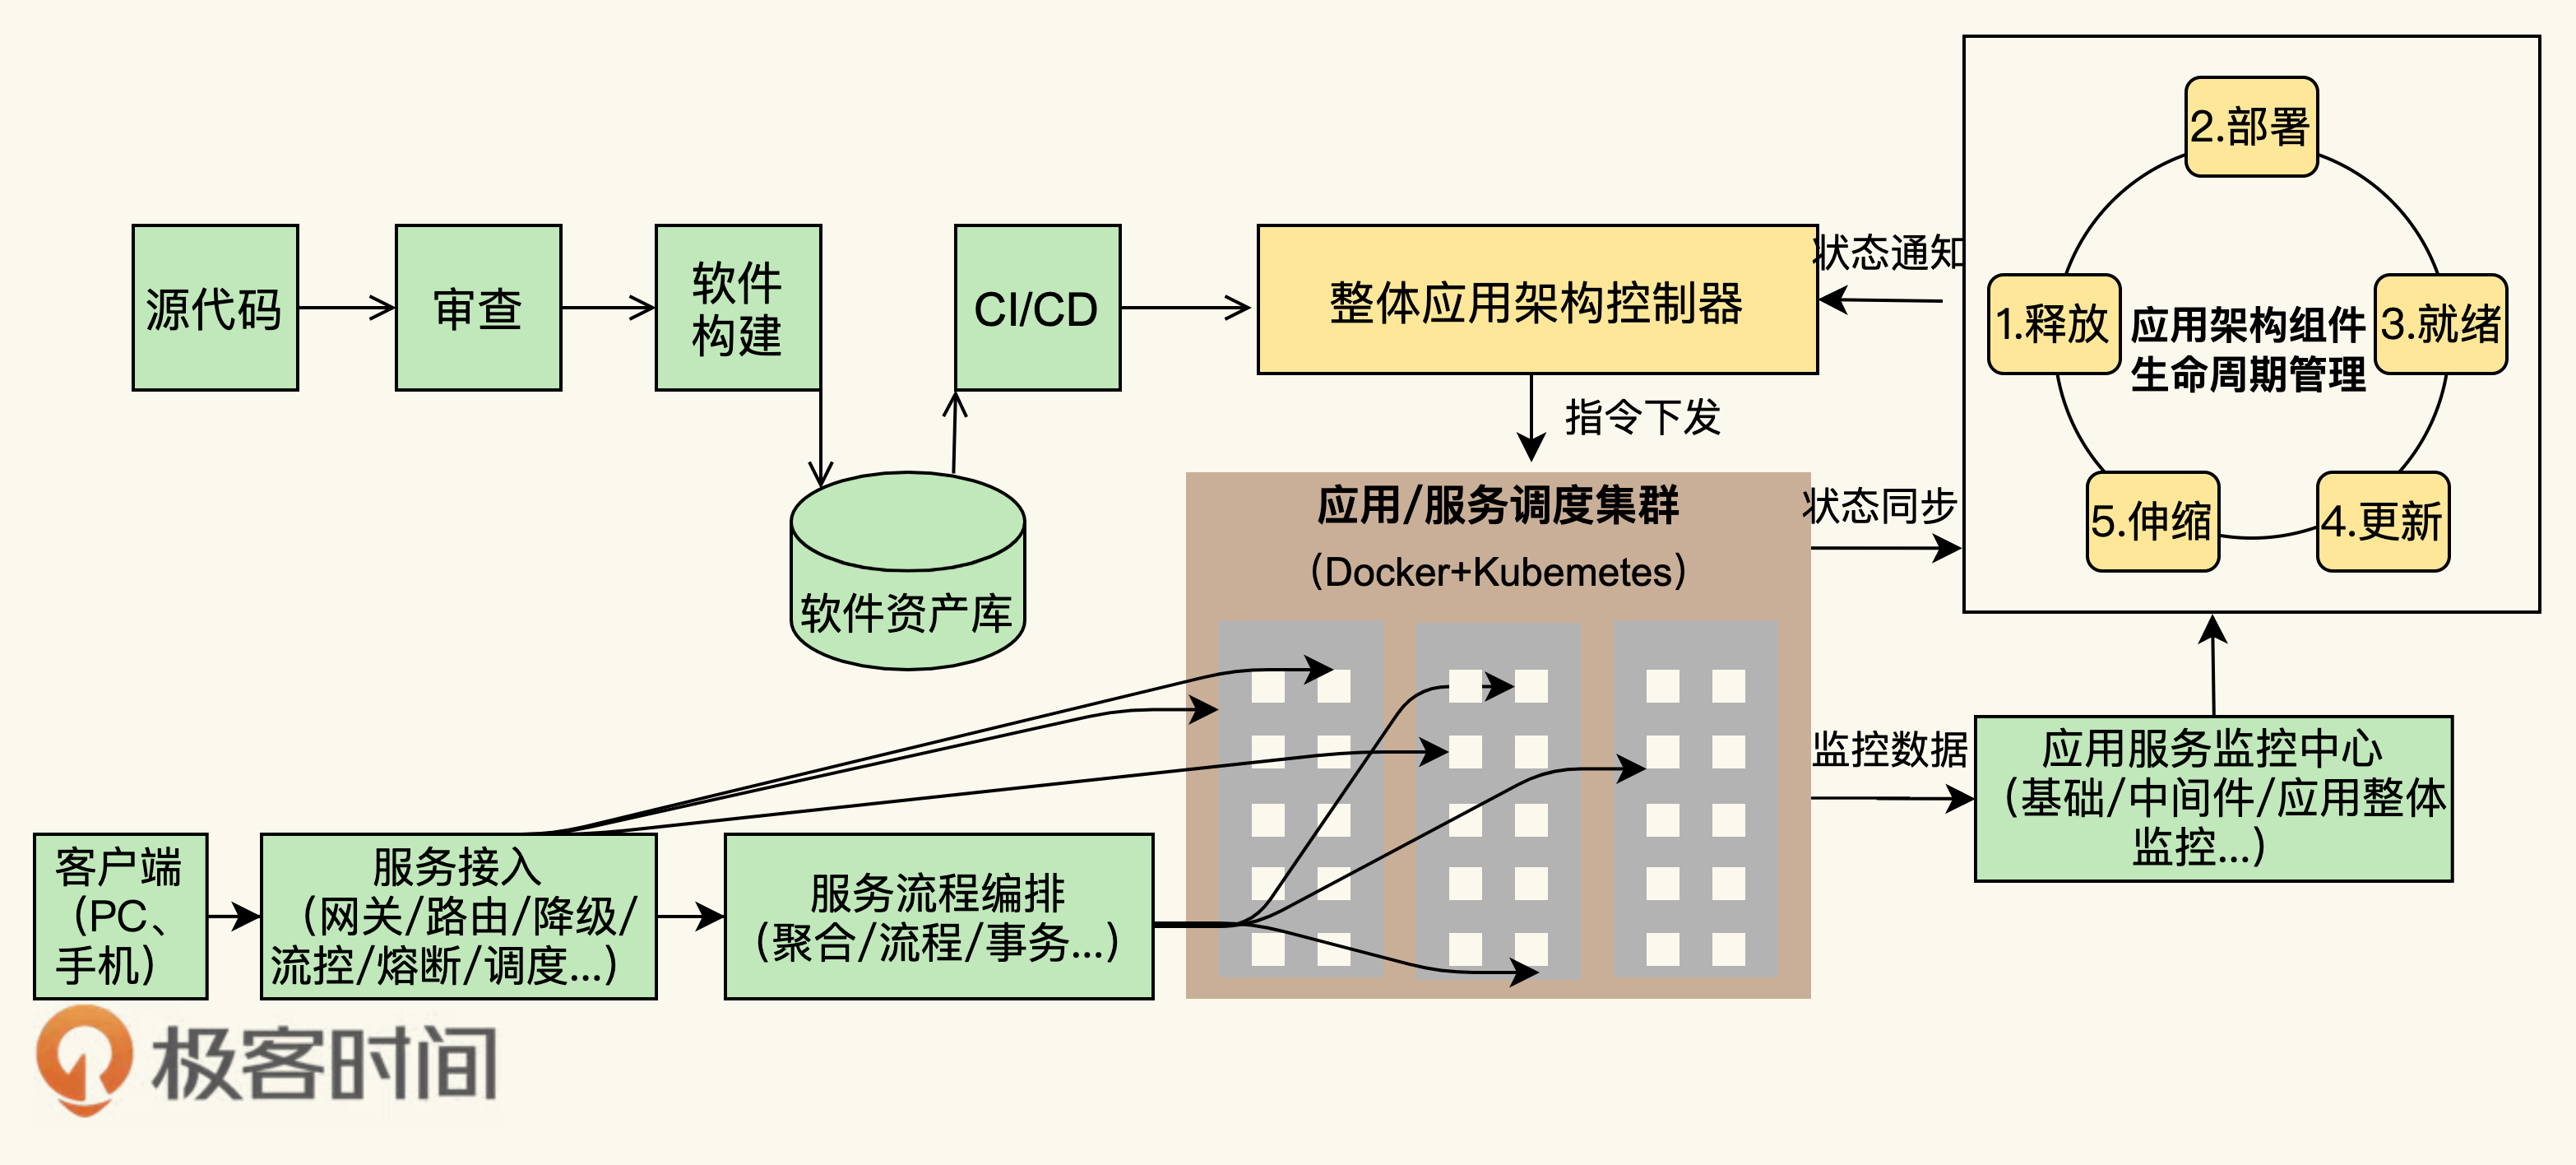 源代码
审查
软件
构建
CI/CD
整体应用架构控制器
状态通知
2.部署
1.释放
应用架构组件
生命周期管理
3.就绪
5.伸缩
4.更新
指令下发
软件资产库
应用/服务调度集群
（Docker+Kubemetes）
状态同步
监控数据
应用服务监控中心
（基础/中间件/应用整体
监控...）
客户端
（PC、
手机）
服务接入
（网关/路由/降级/
流控/熔断/调度...）
服务流程编排
（聚合/流程/事务...）
极客时间